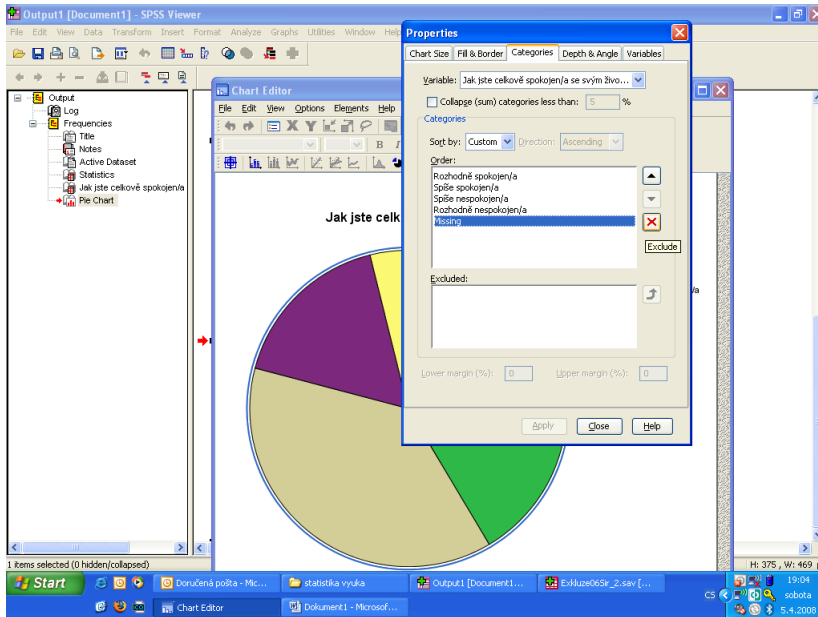 Output1 [Document1] - SPSS Viewer
File Edit View Data Transform Insert Format Analyze Graphs Utilities Window Help
Output
Log
Frequencies
Title
Notes
Active Dataset
Statistics
Jak jste celkově spokojen/a
Pie Chart
Chart Editor
File Edit View Options Elements Help
X Y
B I
Jak jste celk
/a
Properties
Chart Size Fill & Border Categories Depth & Angle Variables
Variable: Jak jste celkově spokojen/a se svým živo...
Collapse (sum) categories less than: 5 %
Categories
Sort by: Custom Direction: Ascending
Order:
Rozhodně spokojen/a
Spíše spokojen/a
Spíše nespokojen/a
Rozhodně nespokojen/a
Missing
Exclude
Excluded:
Lower margin (%): 0 Upper margin (%): 0
Apply Close Help
1 items selected (0 hidden/collapsed)
H: 375 , W: 469
Start
Doručená pošta - Mic...
statistika vyuka
Output1 [Document1...
Exkluze06Sir_2.sav [...
Chart Editor
Dokument1 - Microsof...
CS
19:04
sobota
5.4.2008